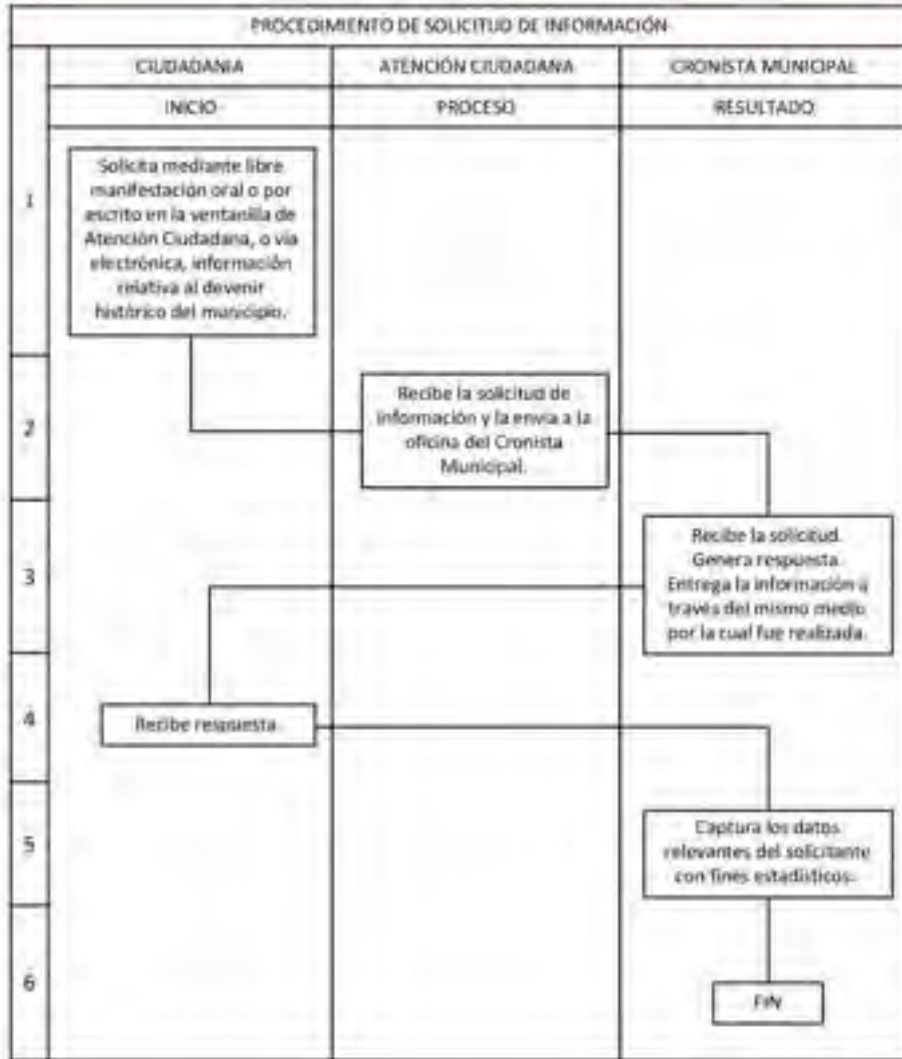 PROCEDIMIENTO DE SOLICITUD DE INFORMACIÓN
CIUDADANIA
ATENCIÓN CIUDADANA
CRONISTA MUNICIPAL
INICIO
PROCESO
RESULTADO
1
Solicita mediante libre
manifestación oral o por
escrito en la ventanilla de
Atención Ciudadana, o vía
electrónica, información
relativa al devenir
histórico del municipio.
2
Recibe la solicitud de
información y la envía a la
oficina del Cronista
Municipal.
3
Recibe la solicitud.
Genera respuesta.
Entrega la información a
través del mismo medio
por la cual fue realizada.
4
Recibe respuesta.
5
Captura los datos
relevantes del solicitante
con fines estadísticos.
6
FIN